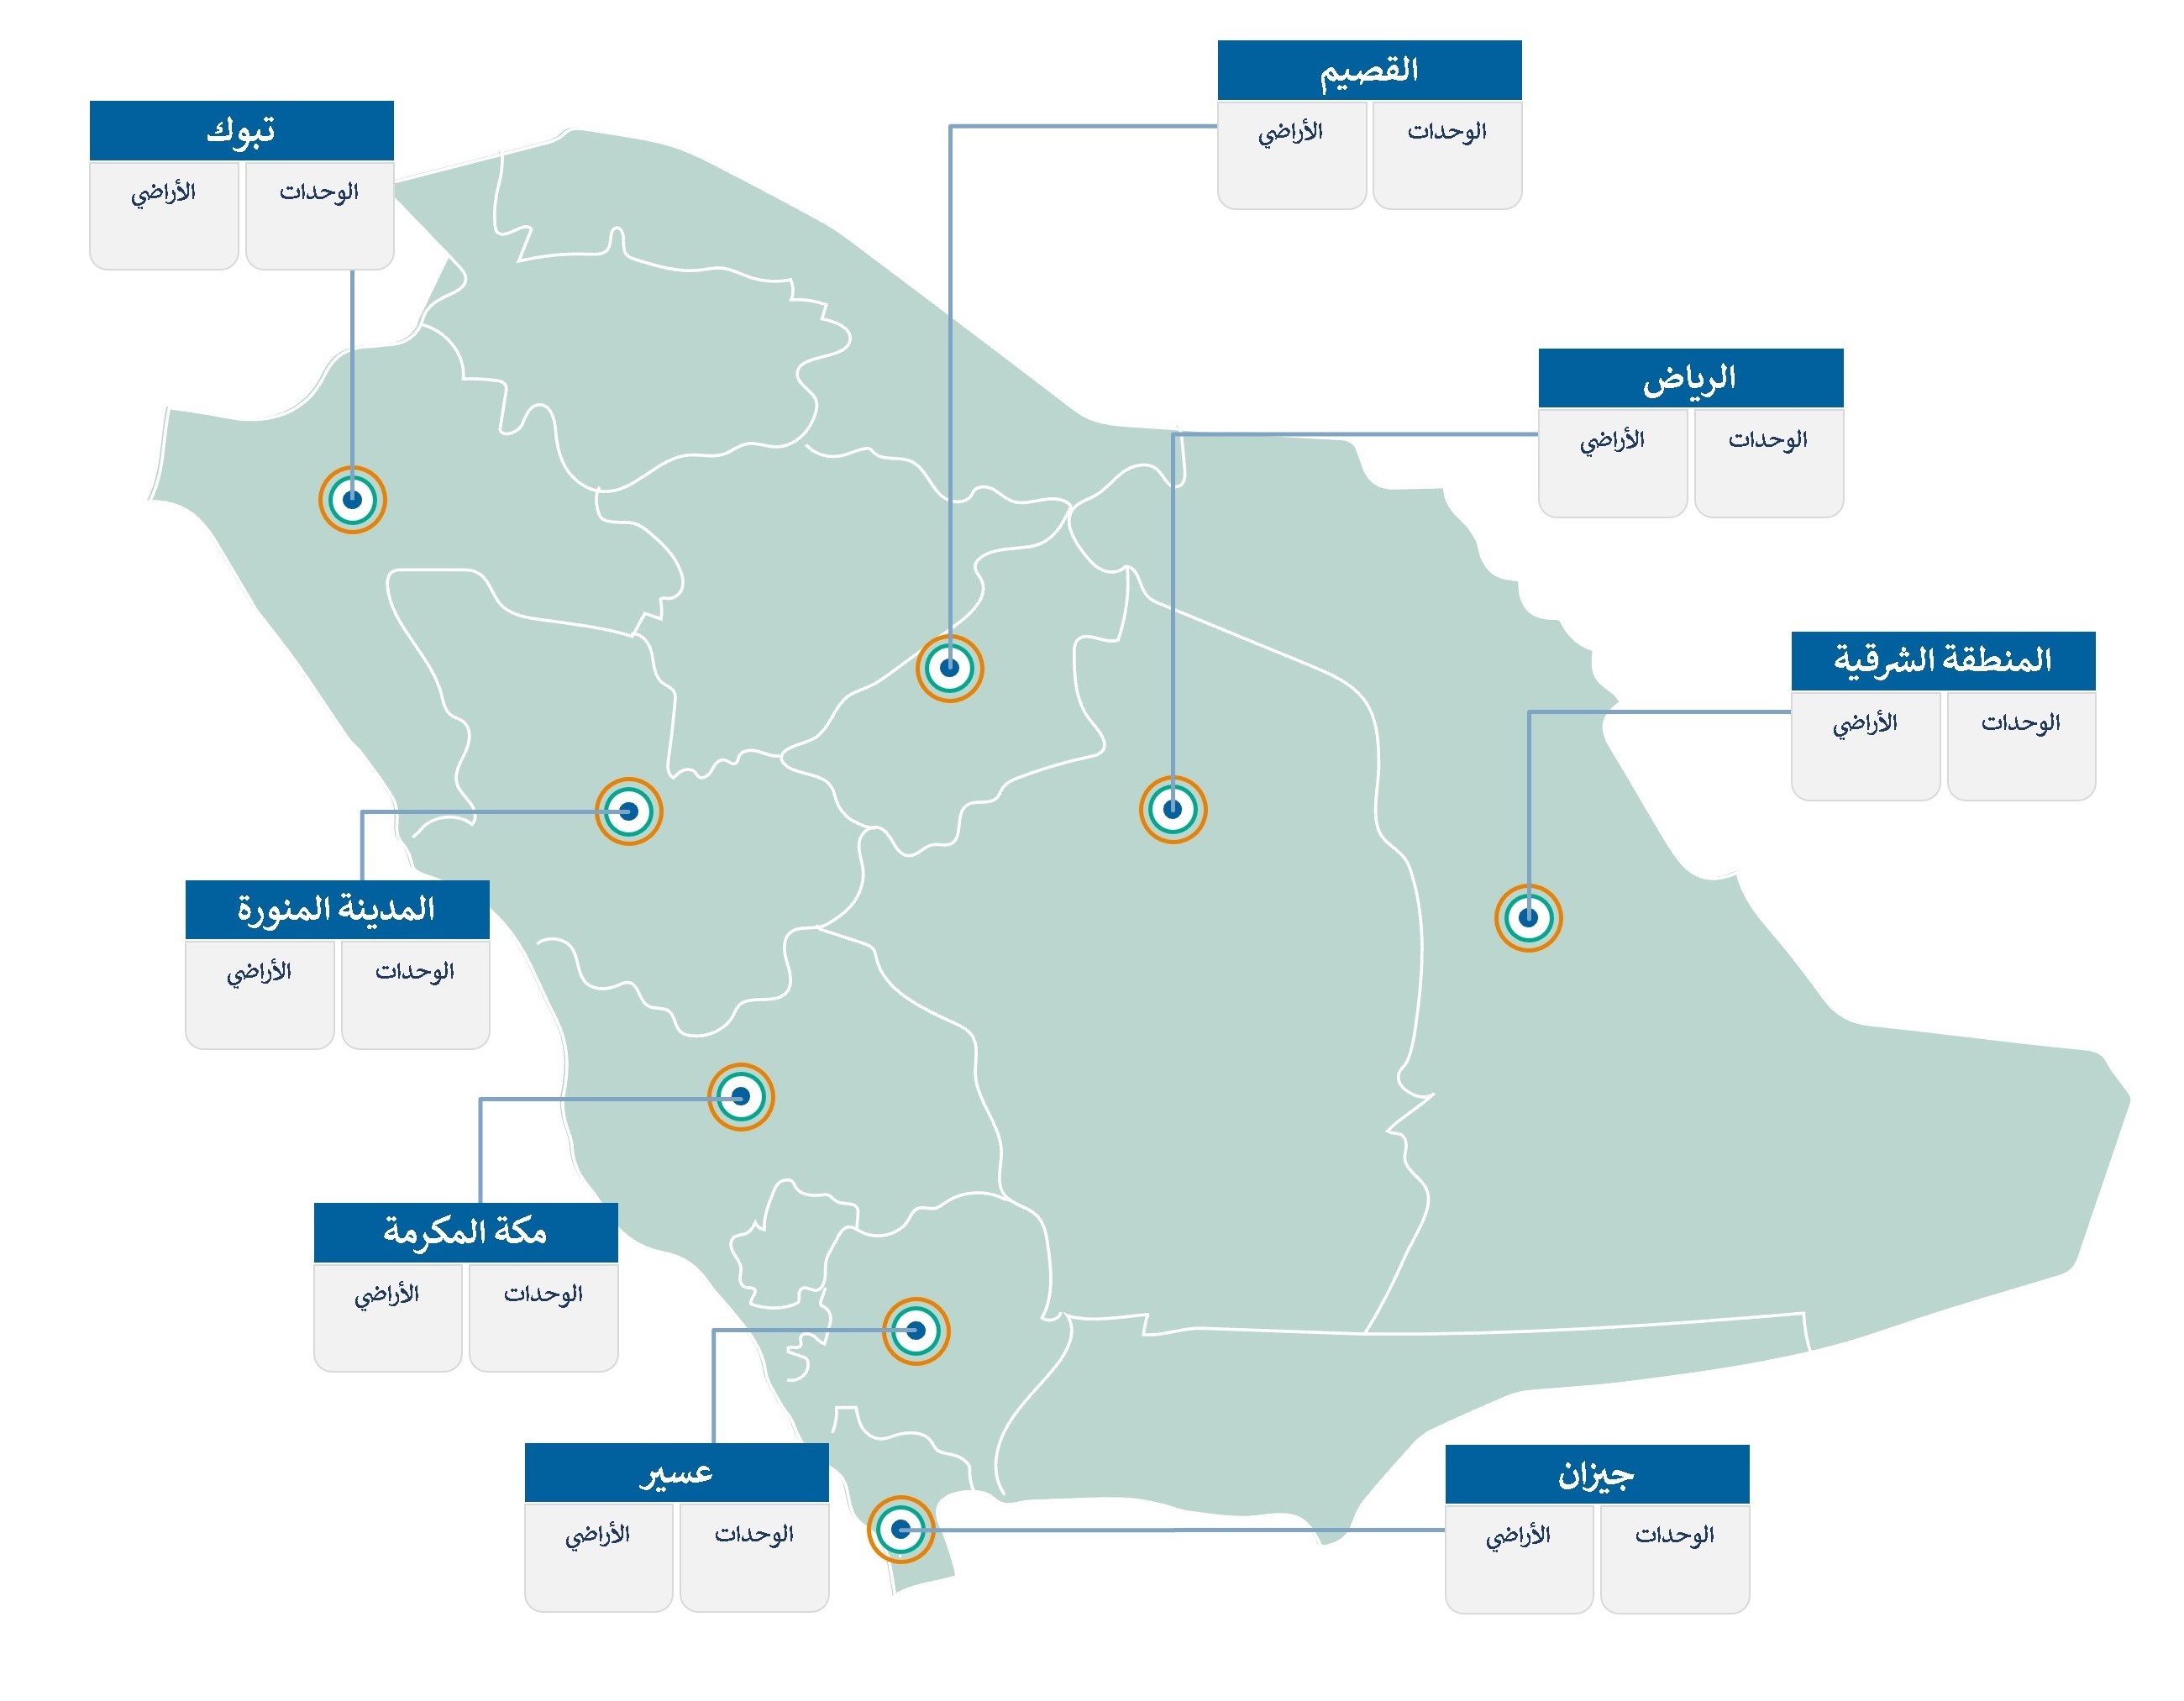 القصيم
الوحدات الأراضي
تبوك
الوحدات الأراضي
الرياض
الوحدات الأراضي
المنطقة الشرقية
الوحدات الأراضي
المدينة المنورة
الوحدات الأراضي
مكة المكرمة
الوحدات الأراضي
عسير
الوحدات الأراضي
جيزان
الوحدات الأراضي